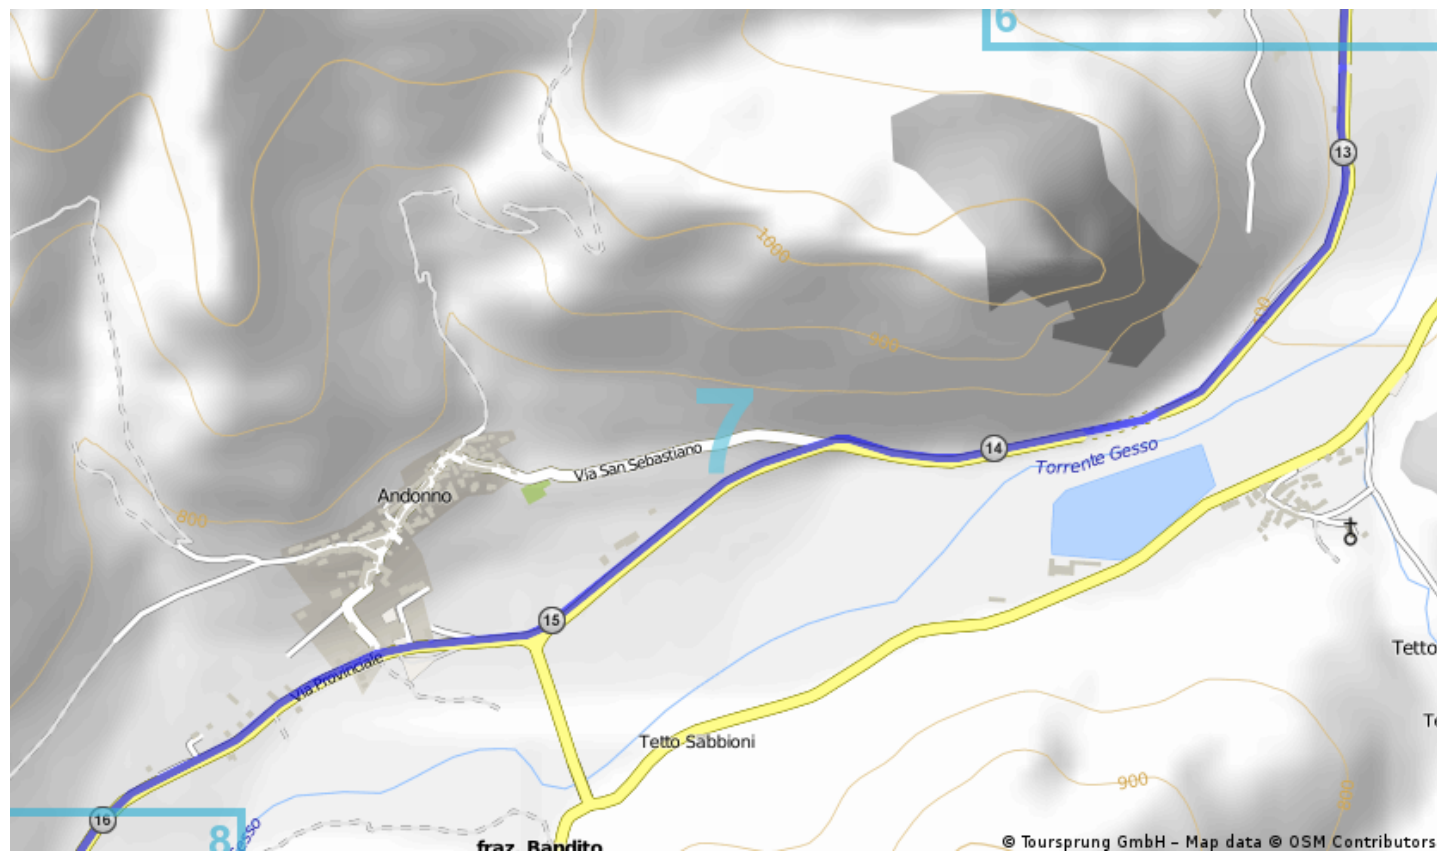 6
13
1000
900
7
14
Via San Sebastiano
Torrente Gesso
Andonno
800
15
Tetto
Via Provinciale
Tetto Sabbioni
900
16
8
fraz. Bandito
© Toursprung GmbH – Map data © OSM Contributors